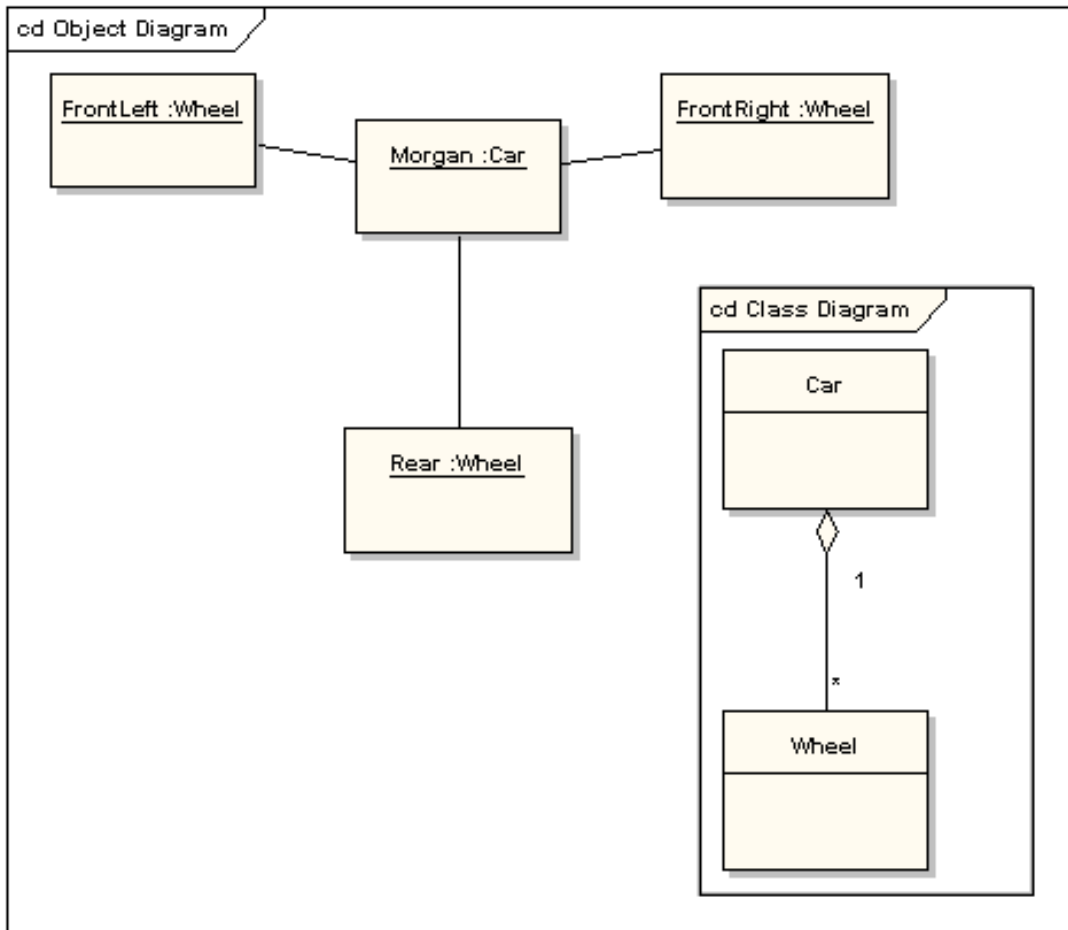 cd Object Diagram
FrontLeft :Wheel
FrontRight :Wheel
Morgan :Car
Rear :Wheel
cd Class Diagram
Car
1
*
Wheel